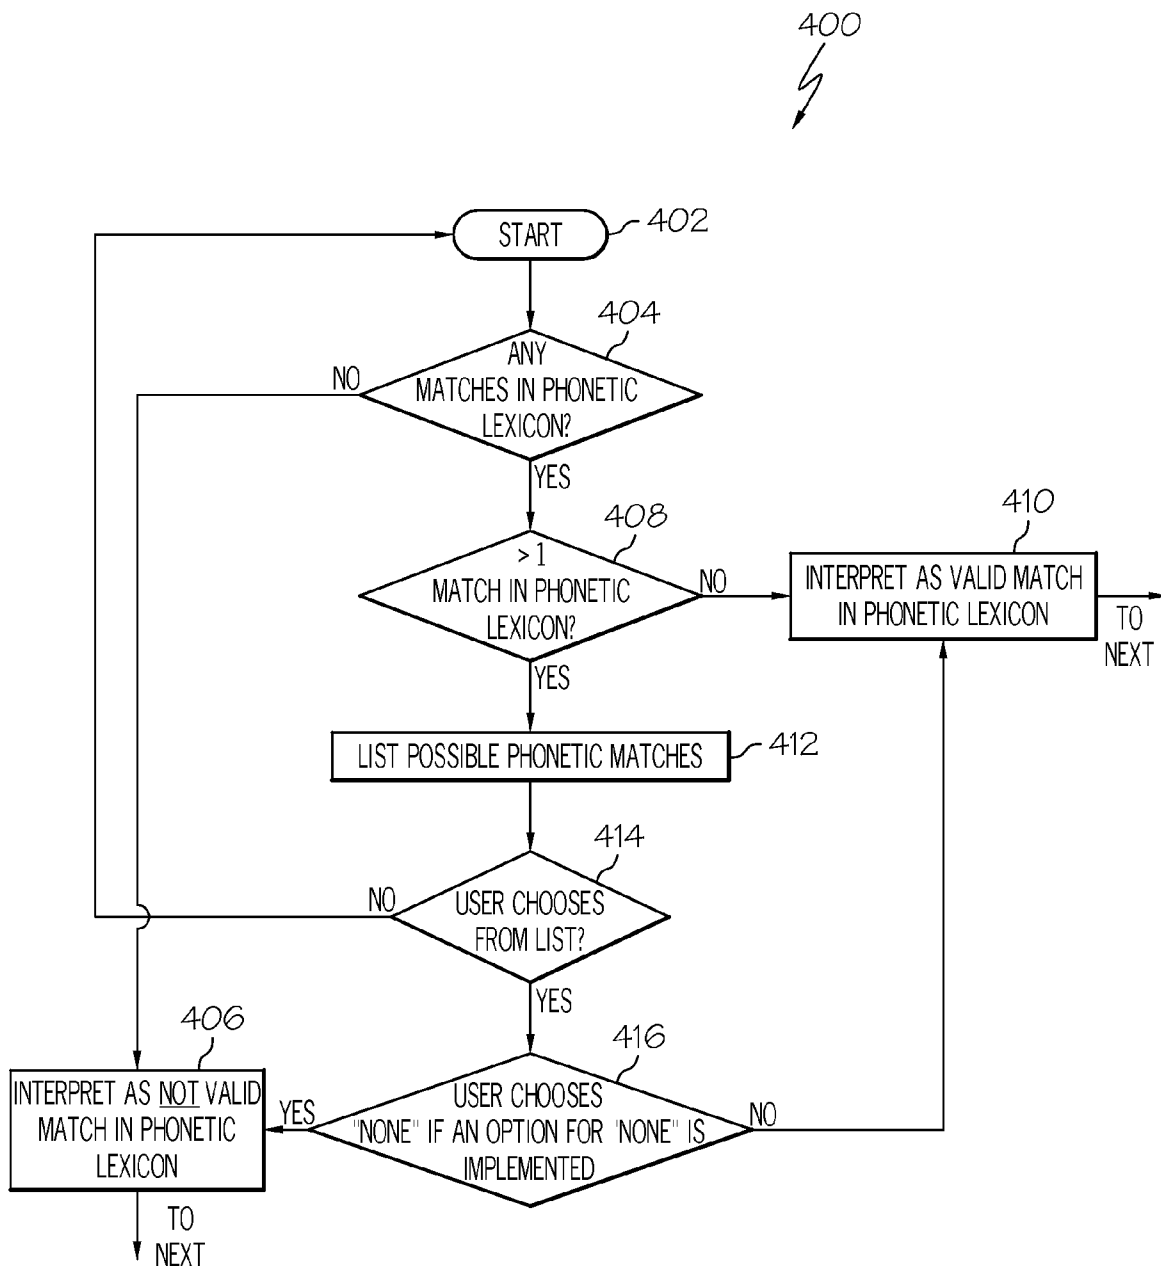 400
START
402
404
ANY
MATCHES IN PHONETIC
LEXICON?
NO
YES
408
> 1
MATCH IN PHONETIC
LEXICON?
NO
YES
410
INTERPRET AS VALID MATCH
IN PHONETIC LEXICON
TO
NEXT
LIST POSSIBLE PHONETIC MATCHES
412
414
USER CHOOSES
FROM LIST?
NO
YES
406
INTERPRET AS NOT VALID
MATCH IN PHONETIC
LEXICON
TO
NEXT
416
USER CHOOSES
"NONE" IF AN OPTION FOR "NONE" IS
IMPLEMENTED
YES
NO